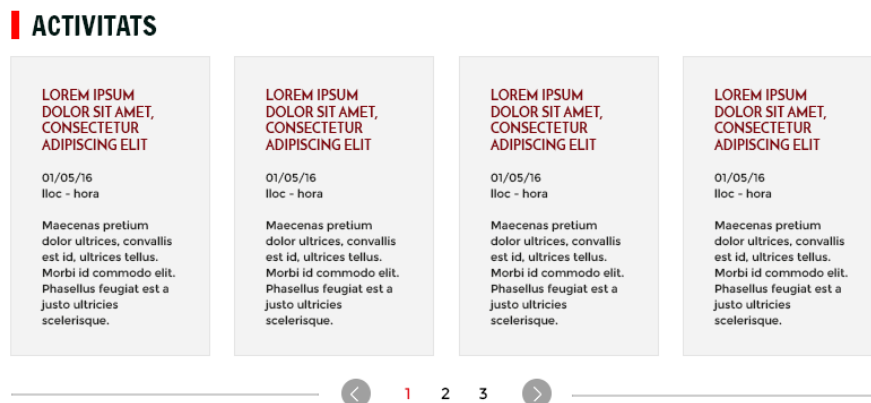 ACTIVITATS
LOREM IPSUM
DOLOR SIT AMET,
CONSECTETUR
ADIPISCING ELIT
01/05/16
lloc - hora
Maecenas pretium
dolor ultrices, convallis
est id, ultrices tellus.
Morbi id commodo elit.
Phasellus feugiat est a
justo ultricies
scelerisque.
LOREM IPSUM
DOLOR SIT AMET,
CONSECTETUR
ADIPISCING ELIT
01/05/16
lloc - hora
Maecenas pretium
dolor ultrices, convallis
est id, ultrices tellus.
Morbi id commodo elit.
Phasellus feugiat est a
justo ultricies
scelerisque.
LOREM IPSUM
DOLOR SIT AMET,
CONSECTETUR
ADIPISCING ELIT
01/05/16
lloc - hora
Maecenas pretium
dolor ultrices, convallis
est id, ultrices tellus.
Morbi id commodo elit.
Phasellus feugiat est a
justo ultricies
scelerisque.
LOREM IPSUM
DOLOR SIT AMET,
CONSECTETUR
ADIPISCING ELIT
01/05/16
lloc - hora
Maecenas pretium
dolor ultrices, convallis
est id, ultrices tellus.
Morbi id commodo elit.
Phasellus feugiat est a
justo ultricies
scelerisque.
1 2 3